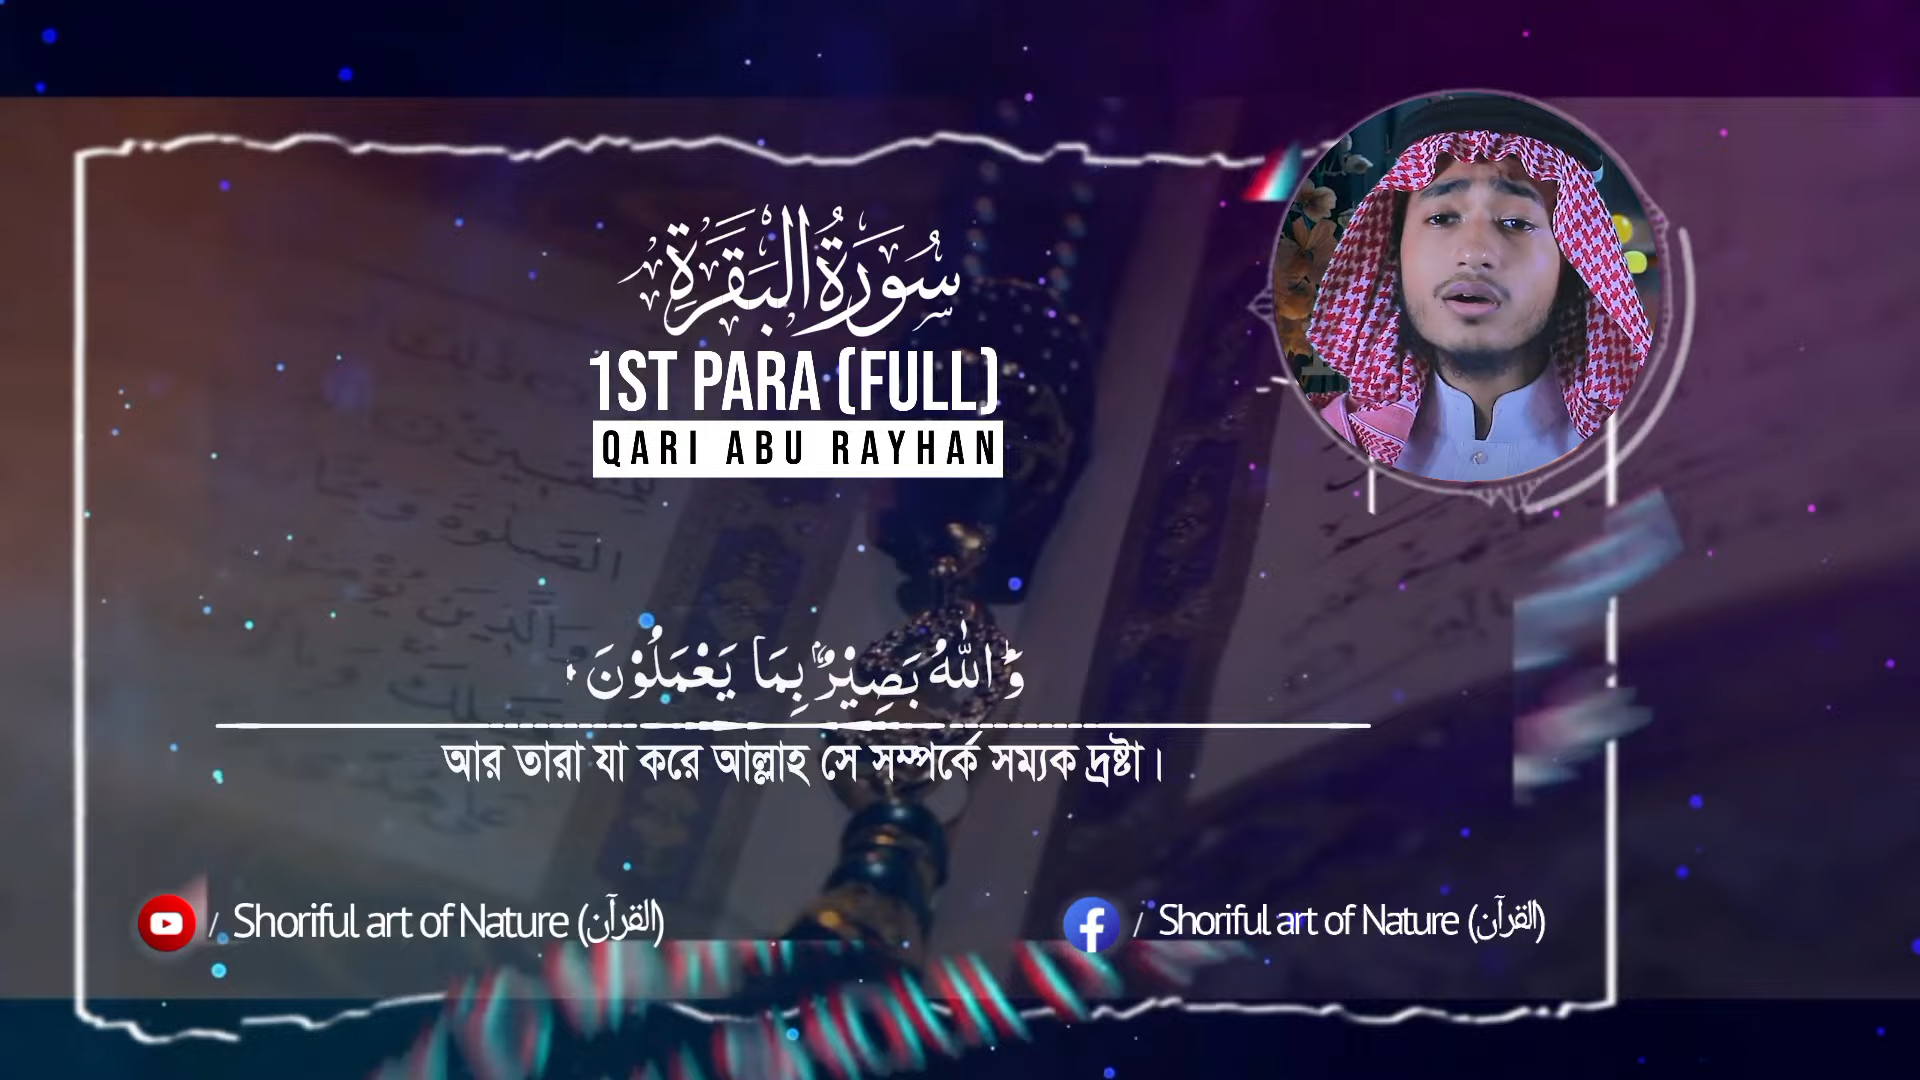 سُورَةُ البَقَرَةِ
1ST PARA (FULL)
QARI ABU RAYHAN
وَاللّٰهُ بَصِيْرٌۢ بِمَا يَعْمَلُوْنَ
আর তারা যা করে আল্লাহ সে সম্পর্কে সম্যক দ্রষ্টা।
/ Shoriful art of Nature (القرآن)
/ Shoriful art of Nature (القرآن)